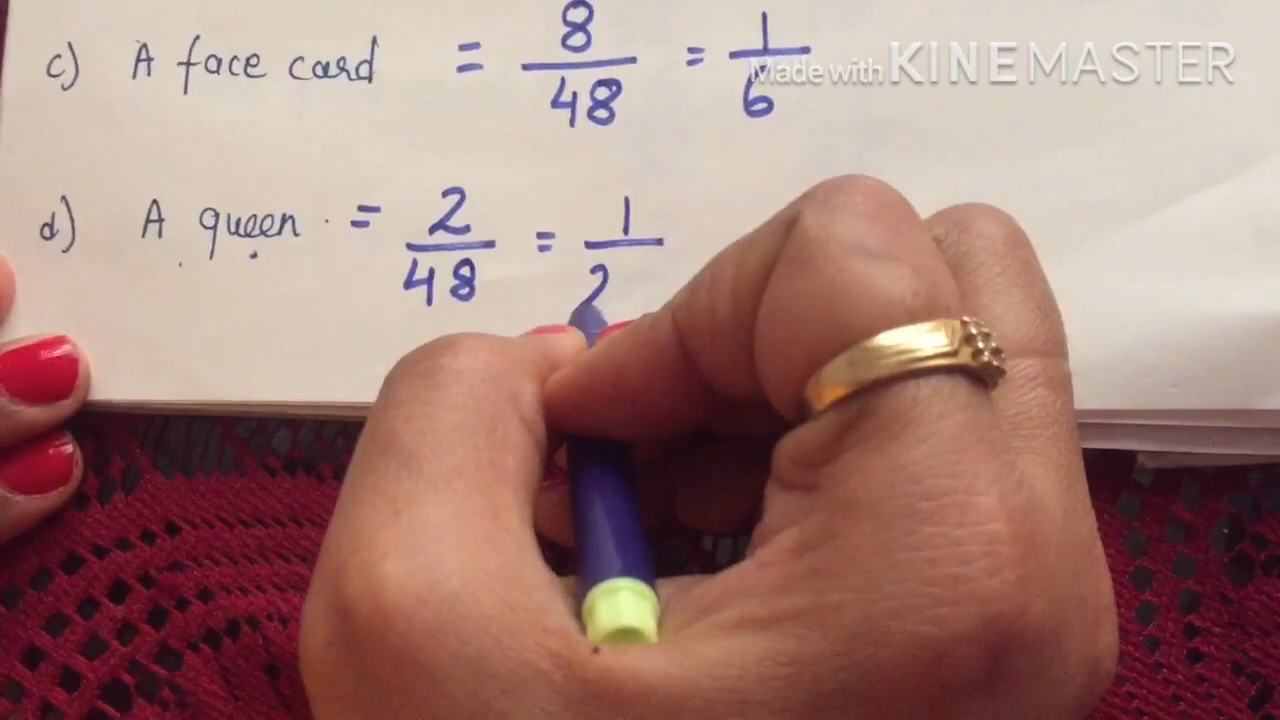 c) A face card = 8/48 = 1/6
Made with KINEMASTER
d) A queen = 2/48 = 1/2